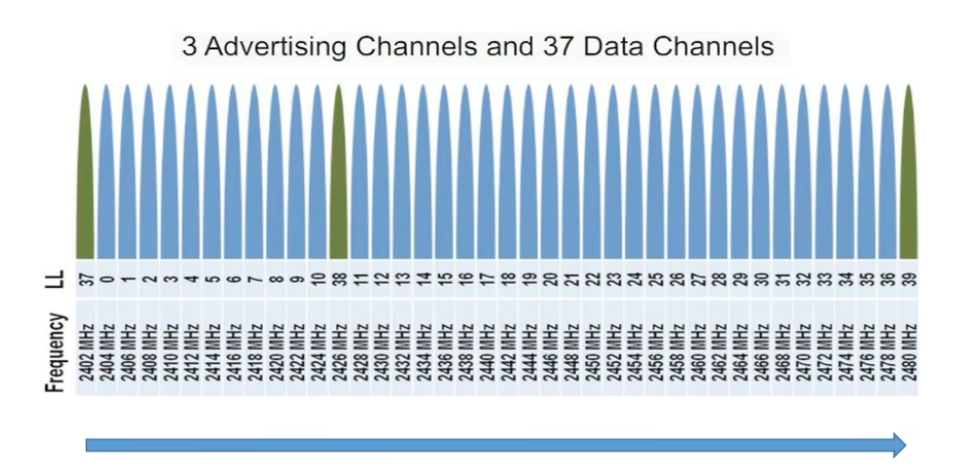 3 Advertising Channels and 37 Data Channels
LL 37 0 1 2 3 4 5 6 7 8 9 10 38 11 12 13 14 15 16 17 18 19 20 21 22 23 24 25 26 27 28 29 30 31 32 33 34 35 36 39
Frequency 2402 MHz 2404 MHz 2406 MHz 2408 MHz 2410 MHz 2412 MHz 2414 MHz 2416 MHz 2418 MHz 2420 MHz 2422 MHz 2424 MHz 2426 MHz 2428 MHz 2430 MHz 2432 MHz 2434 MHz 2436 MHz 2438 MHz 2440 MHz 2442 MHz 2444 MHz 2446 MHz 2448 MHz 2450 MHz 2452 MHz 2454 MHz 2456 MHz 2458 MHz 2460 MHz 2462 MHz 2464 MHz 2466 MHz 2468 MHz 2470 MHz 2472 MHz 2474 MHz 2476 MHz 2478 MHz 2480 MHz